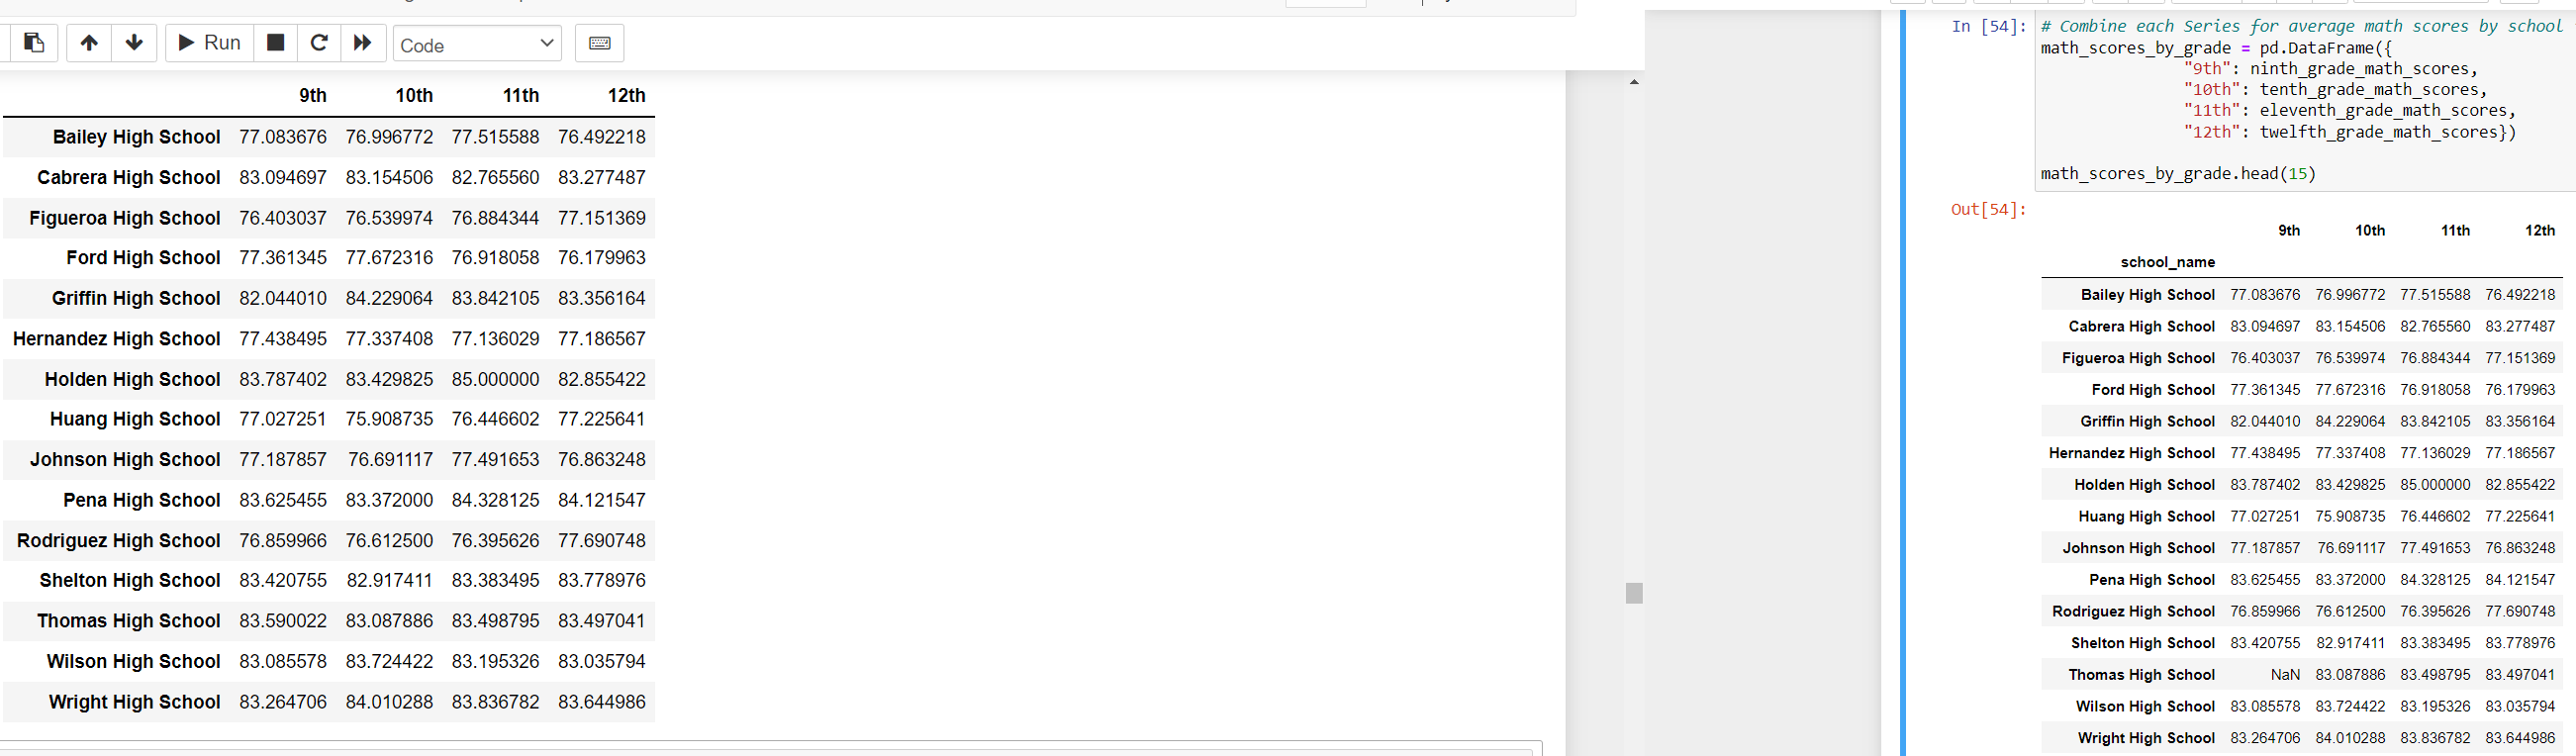 Run
Code
9th 10th 11th 12th
Bailey High School 77.083676 76.996772 77.515588 76.492218
Cabrera High School 83.094697 83.154506 82.765560 83.277487
Figueroa High School 76.403037 76.539974 76.884344 77.151369
Ford High School 77.361345 77.672316 76.918058 76.179963
Griffin High School 82.044010 84.229064 83.842105 83.356164
Hernandez High School 77.438495 77.337408 77.136029 77.186567
Holden High School 83.787402 83.429825 85.000000 82.855422
Huang High School 77.027251 75.908735 76.446602 77.225641
Johnson High School 77.187857 76.691117 77.491653 76.863248
Pena High School 83.625455 83.372000 84.328125 84.121547
Rodriguez High School 76.859966 76.612500 76.395626 77.690748
Shelton High School 83.420755 82.917411 83.383495 83.778976
Thomas High School 83.590022 83.087886 83.498795 83.497041
Wilson High School 83.085578 83.724422 83.195326 83.035794
Wright High School 83.264706 84.010288 83.836782 83.644986
In [54]: # Combine each Series for average math scores by school
math_scores_by_grade = pd.DataFrame({
"9th": ninth_grade_math_scores,
"10th": tenth_grade_math_scores,
"11th": eleventh_grade_math_scores,
"12th": twelfth_grade_math_scores})
math_scores_by_grade.head(15)
Out[54]:
9th 10th 11th 12th
school_name
Bailey High School 77.083676 76.996772 77.515588 76.492218
Cabrera High School 83.094697 83.154506 82.765560 83.277487
Figueroa High School 76.403037 76.539974 76.884344 77.151369
Ford High School 77.361345 77.672316 76.918058 76.179963
Griffin High School 82.044010 84.229064 83.842105 83.356164
Hernandez High School 77.438495 77.337408 77.136029 77.186567
Holden High School 83.787402 83.429825 85.000000 82.855422
Huang High School 77.027251 75.908735 76.446602 77.225641
Johnson High School 77.187857 76.691117 77.491653 76.863248
Pena High School 83.625455 83.372000 84.328125 84.121547
Rodriguez High School 76.859966 76.612500 76.395626 77.690748
Shelton High School 83.420755 82.917411 83.383495 83.778976
Thomas High School NaN 83.087886 83.498795 83.497041
Wilson High School 83.085578 83.724422 83.195326 83.035794
Wright High School 83.264706 84.010288 83.836782 83.644986